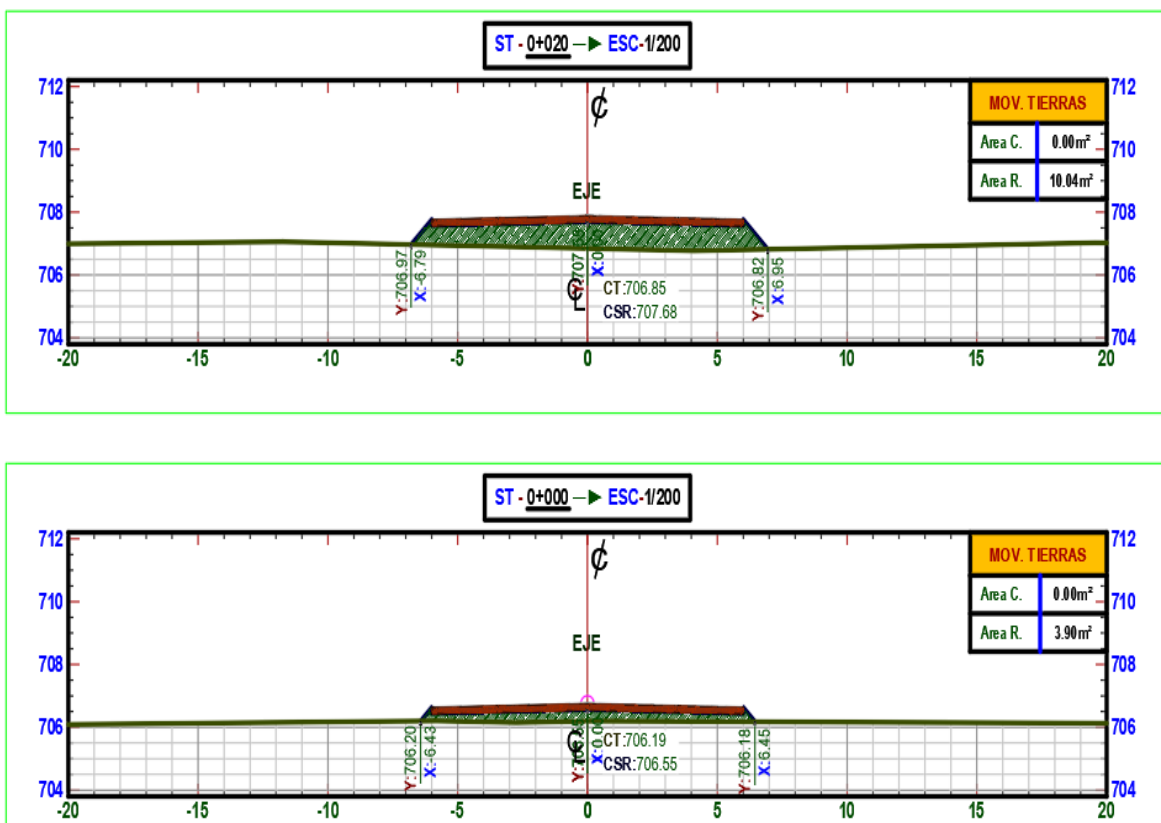 ST - 0+020 → ESC-1/200
712
710
708
706
704
712
710
708
706
704
MOV. TIERRAS
Area C. 0.00m²
Area R. 10.04m²
EJE
Y:706.97
X:-6.79
Y:706.82
X:6.95
CT:706.85
CSR:707.68
-20 -15 -10 -5 0 5 10 15 20
ST - 0+000 → ESC-1/200
712
710
708
706
704
712
710
708
706
704
MOV. TIERRAS
Area C. 0.00m²
Area R. 3.90m²
EJE
Y:706.20
X:-6.43
Y:706.18
X:6.45
CT:706.19
CSR:706.55
-20 -15 -10 -5 0 5 10 15 20